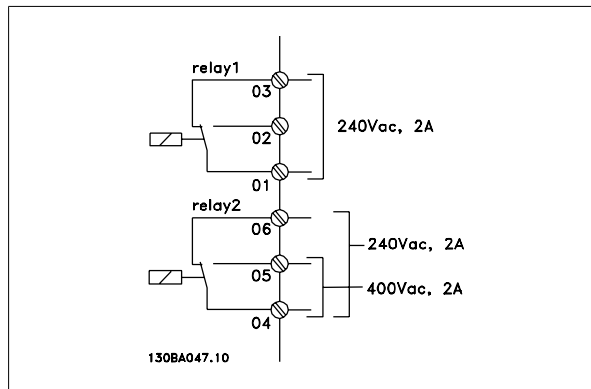 relay1
03
02
240Vac, 2A
01
relay2
06
240Vac, 2A
05
400Vac, 2A
04
130BA047.10